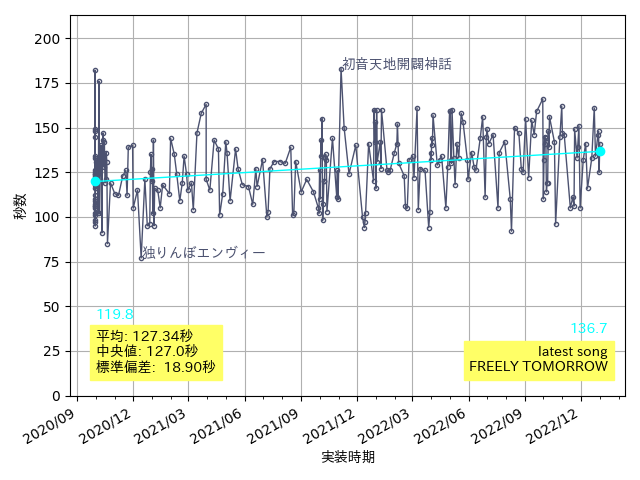 200
175
150
125
100
75
50
25
0
秒数
初音天地開闢神話
独りんぼエンヴィー
119.8
平均: 127.34秒
中央値: 127.0秒
標準偏差: 18.90秒
136.7
latest song
FREELY TOMORROW
2020/09
2020/12
2021/03
2021/06
2021/09
2021/12
2022/03
2022/06
2022/09
2022/12
実装時期